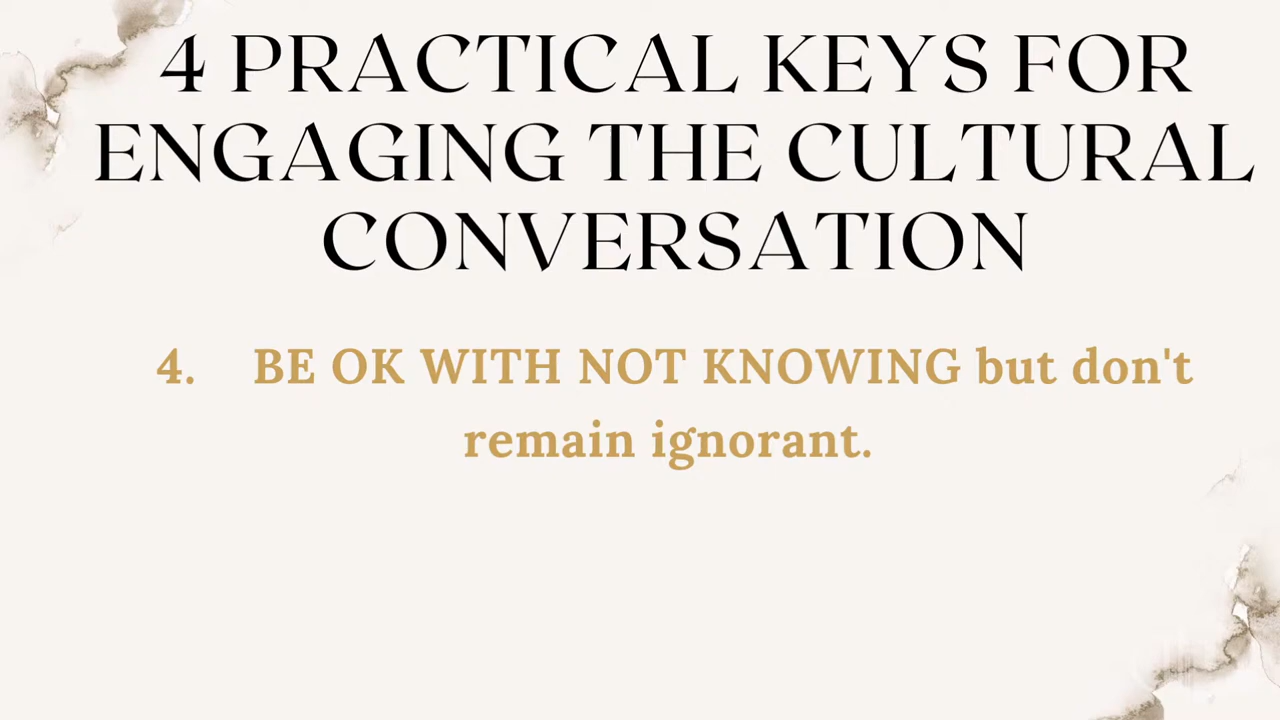 4 PRACTICAL KEYS FOR
ENGAGING THE CULTURAL
CONVERSATION
4. BE OK WITH NOT KNOWING but don't
remain ignorant.